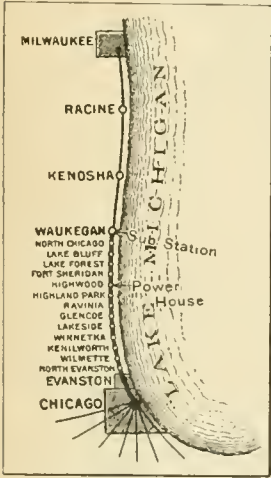 MILWAUKEE
RACINE
KENOSHA
WAUKEGAN
Sub Station
NORTH CHICAGO
LAKE BLUFF
LAKE FOREST
FORT SHERIDAN
HIGHWOOD
Power
House
HIGHLAND PARK
RAVINIA
GLENCOE
LAKESIDE
WINNETKA
KENILWORTH
WILMETTE
NORTH EVANSTON
EVANSTON
CHICAGO
LAKE MICHIGAN